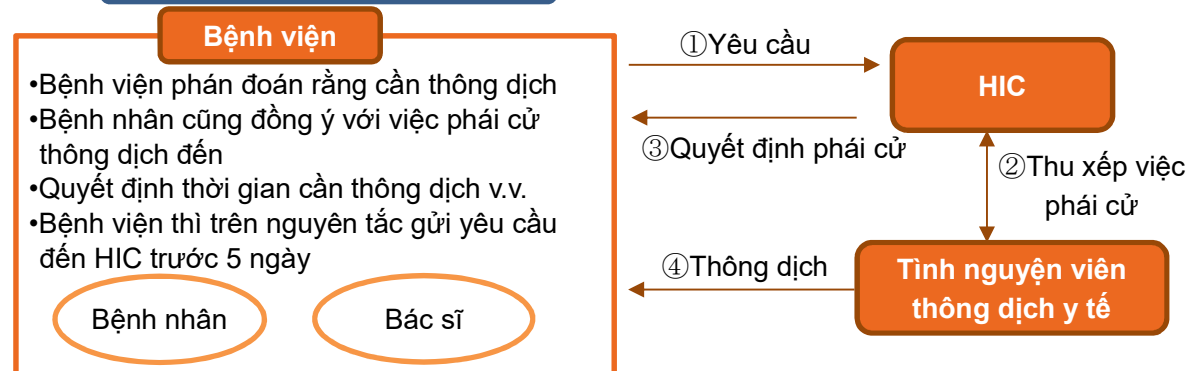 Bệnh viện
•Bệnh viện phán đoán rằng cần thông dịch
•Bệnh nhân cũng đồng ý với việc phái cử
thông dịch đến
•Quyết định thời gian cần thông dịch v.v.
•Bệnh viện thì trên nguyên tắc gửi yêu cầu
đến HIC trước 5 ngày
Bệnh nhân
Bác sĩ
①Yêu cầu
HIC
③Quyết định phái cử
②Thu xếp việc
phái cử
④Thông dịch
Tình nguyện viên
thông dịch y tế